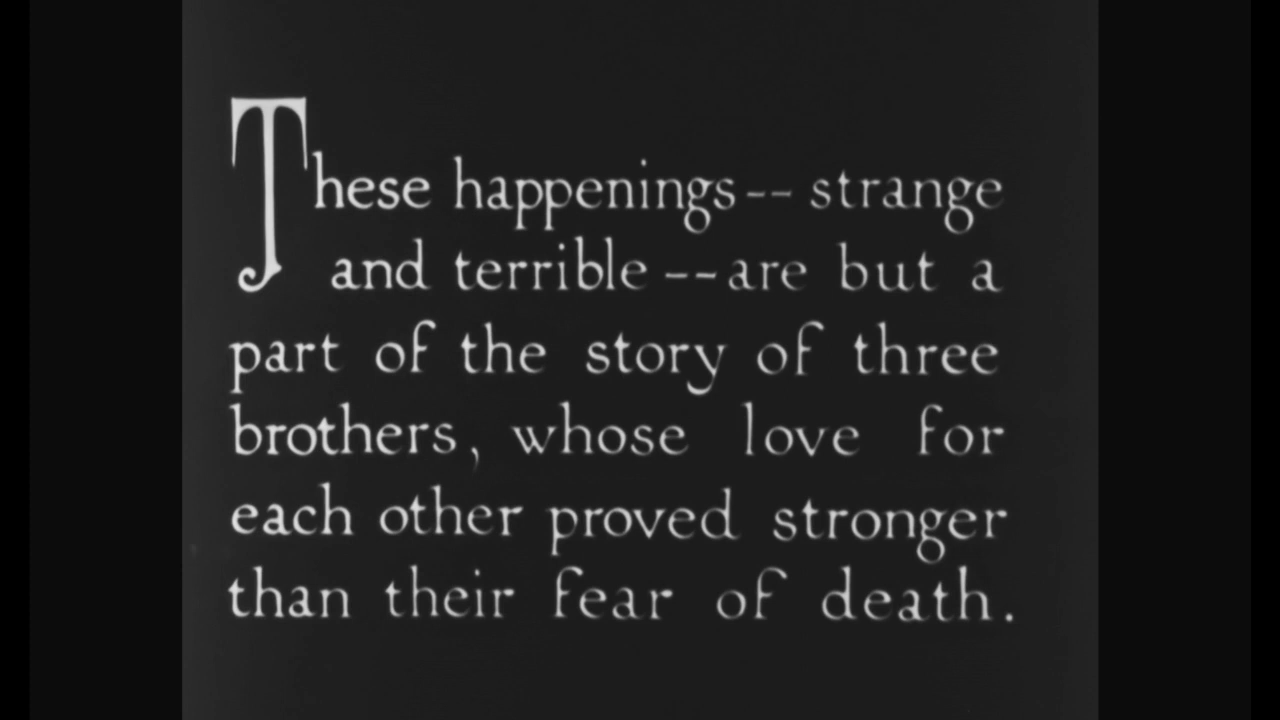 These happenings -- strange
and terrible -- are but a
part of the story of three
brothers, whose love for
each other proved stronger
than their fear of death.